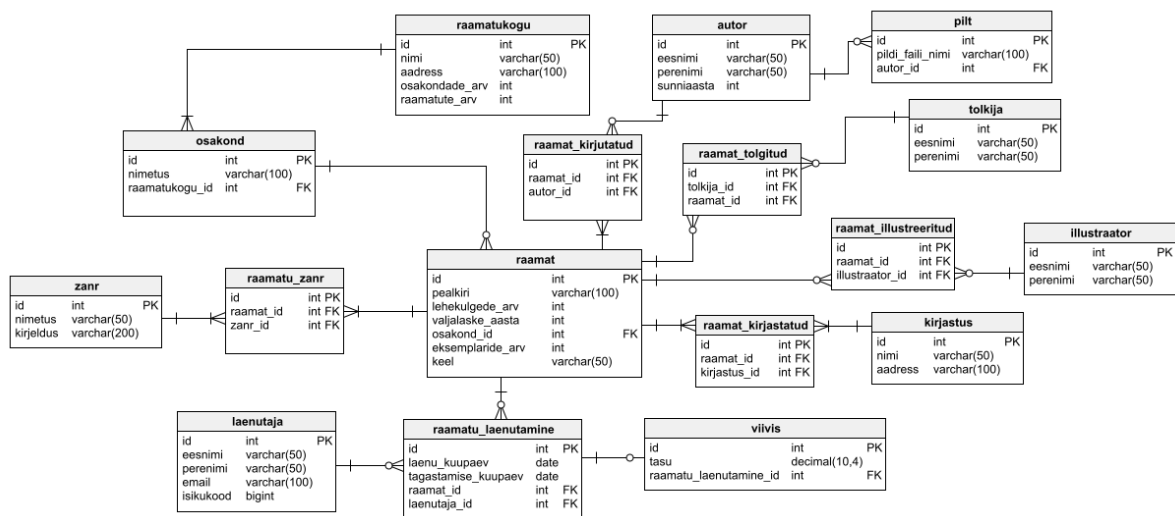 raamatukogu
id int PK
nimi varchar(50)
aadress varchar(100)
osakondade_arv int
raamatute_arv int
autor
id int PK
eesnimi varchar(50)
perenimi varchar(50)
sunniaasta int
pilt
id int PK
pildi_faili_nimi varchar(100)
autor_id int FK
tolkija
id int PK
eesnimi varchar(50)
perenimi varchar(50)
osakond
id int PK
nimetus varchar(100)
raamatukogu_id int FK
raamat_kirjutatud
id int PK
raamat_id int FK
autor_id int FK
raamat_tolgitud
id int PK
tolkija_id int FK
raamat_id int FK
raamat_illustreeritud
id int PK
raamat_id int FK
illustraator_id int FK
illustraator
id int PK
eesnimi varchar(50)
perenimi varchar(50)
zanr
id int PK
nimetus varchar(50)
kirjeldus varchar(200)
raamatu_zanr
id int PK
raamat_id int FK
zanr_id int FK
raamat
id int PK
pealkiri varchar(100)
lehekulgede_arv int
valjalaske_aasta int
osakond_id int FK
eksemplaride_arv int
keel varchar(50)
raamat_kirjastatud
id int PK
raamat_id int FK
kirjastus_id int FK
kirjastus
id int PK
nimi varchar(50)
aadress varchar(100)
laenutaja
id int PK
eesnimi varchar(50)
perenimi varchar(50)
email varchar(100)
isikukood bigint
raamatu_laenutamine
id int PK
laenu_kuupaev date
tagastamise_kuupaev date
raamat_id int FK
laenutaja_id int FK
viivis
id int PK
tasu decimal(10,4)
raamatu_laenutamine_id int FK